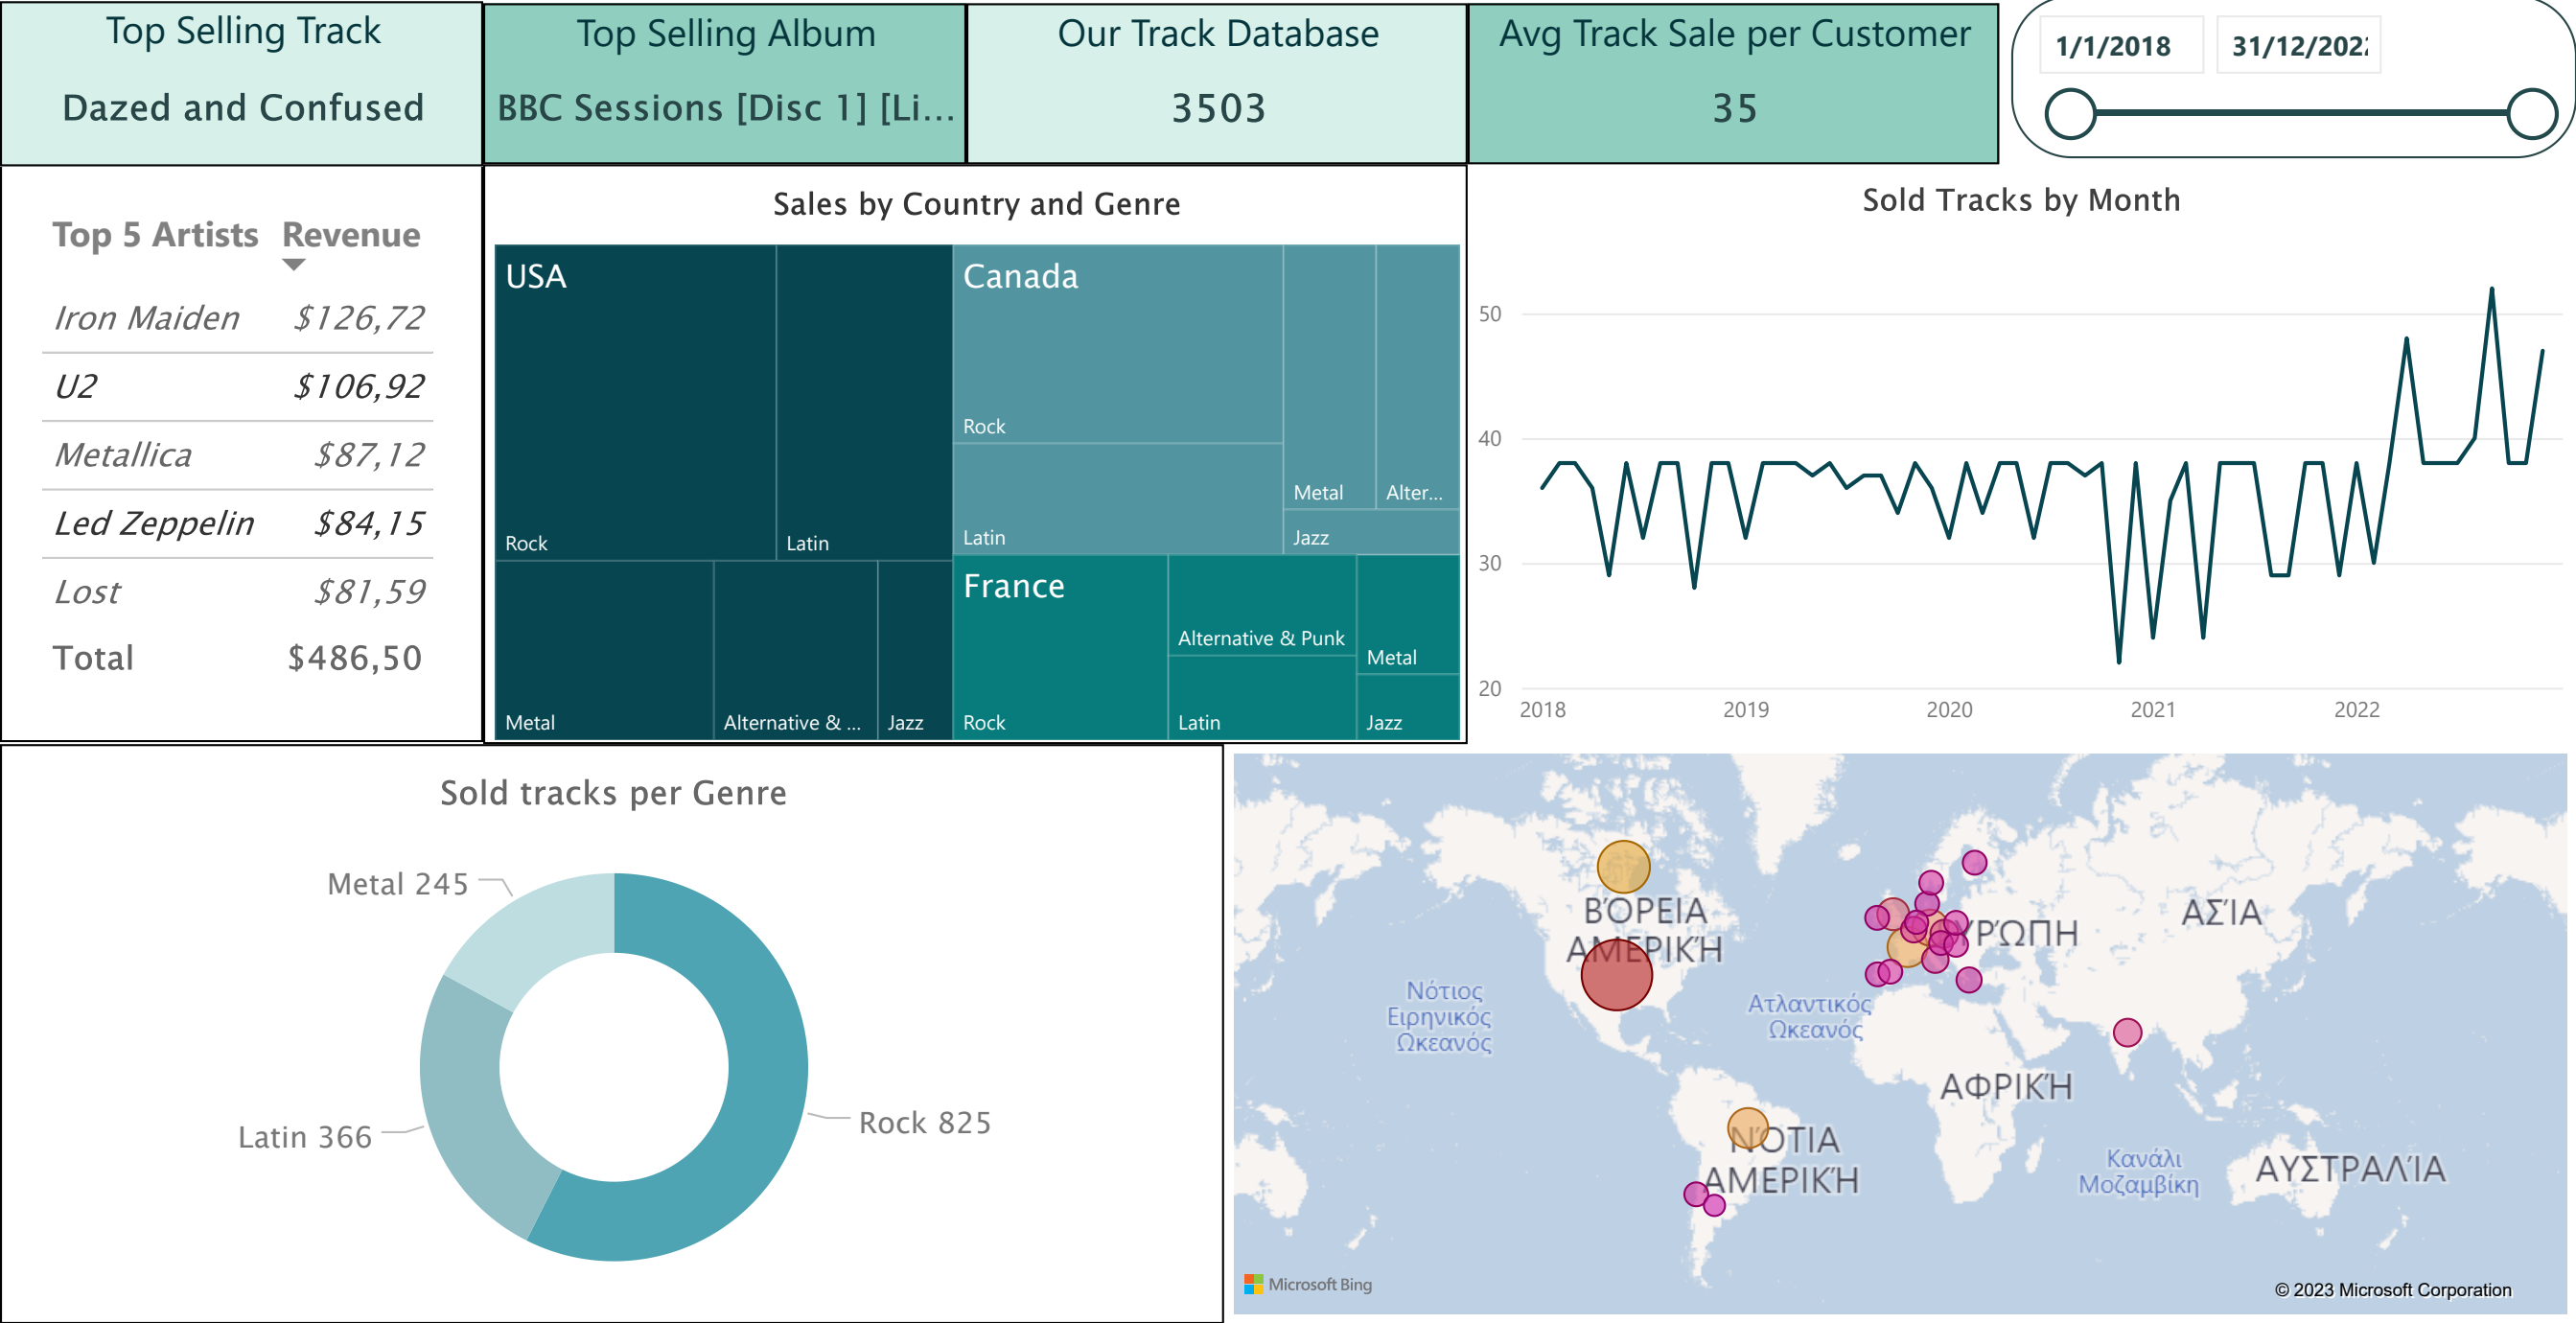 Top Selling Track
Dazed and Confused
Top Selling Album
BBC Sessions [Disc 1] [Li...
Our Track Database
3503
Avg Track Sale per Customer
35
1/1/2018
31/12/202
Top 5 Artists Revenue
Iron Maiden $126,72
U2 $106,92
Metallica $87,12
Led Zeppelin $84,15
Lost $81,59
Total $486,50
Sales by Country and Genre
USA
Rock
Latin
Metal
Alternative & ...
Jazz
Canada
Rock
Latin
Metal
Alter...
Jazz
France
Rock
Alternative & Punk
Latin
Metal
Jazz
Sold Tracks by Month
50
40
30
20
2018 2019 2020 2021 2022
Sold tracks per Genre
Metal 245
Latin 366
Rock 825
ΒΌΡΕΙΑ
ΑΜΕΡΙΚΉ
ΥΡΏΠΗ
ΑΣΊΑ
Νότιος
Ειρηνικός
Ωκεανός
Ατλαντικός
Ωκεανός
ΑΦΡΙΚΉ
ΝΌΤΙΑ
ΑΜΕΡΙΚΉ
Κανάλι
Μοζαμβίκη
ΑΥΣΤΡΑΛΊΑ
Microsoft Bing
© 2023 Microsoft Corporation